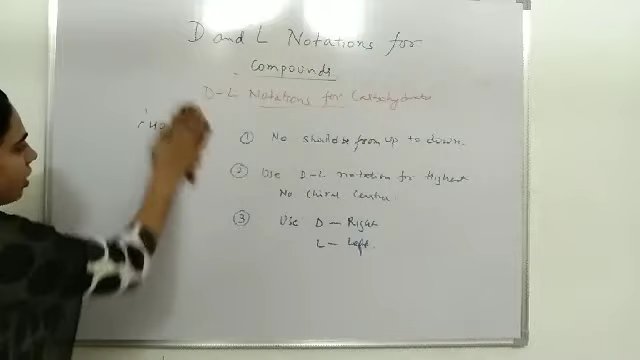 D and L Notations for
Compounds
D-L Notations for Carbohydrates
① No should be from up to down.
② Use D-L notation for Highest
No Chiral Center
③ Use D – Right
L – Left.